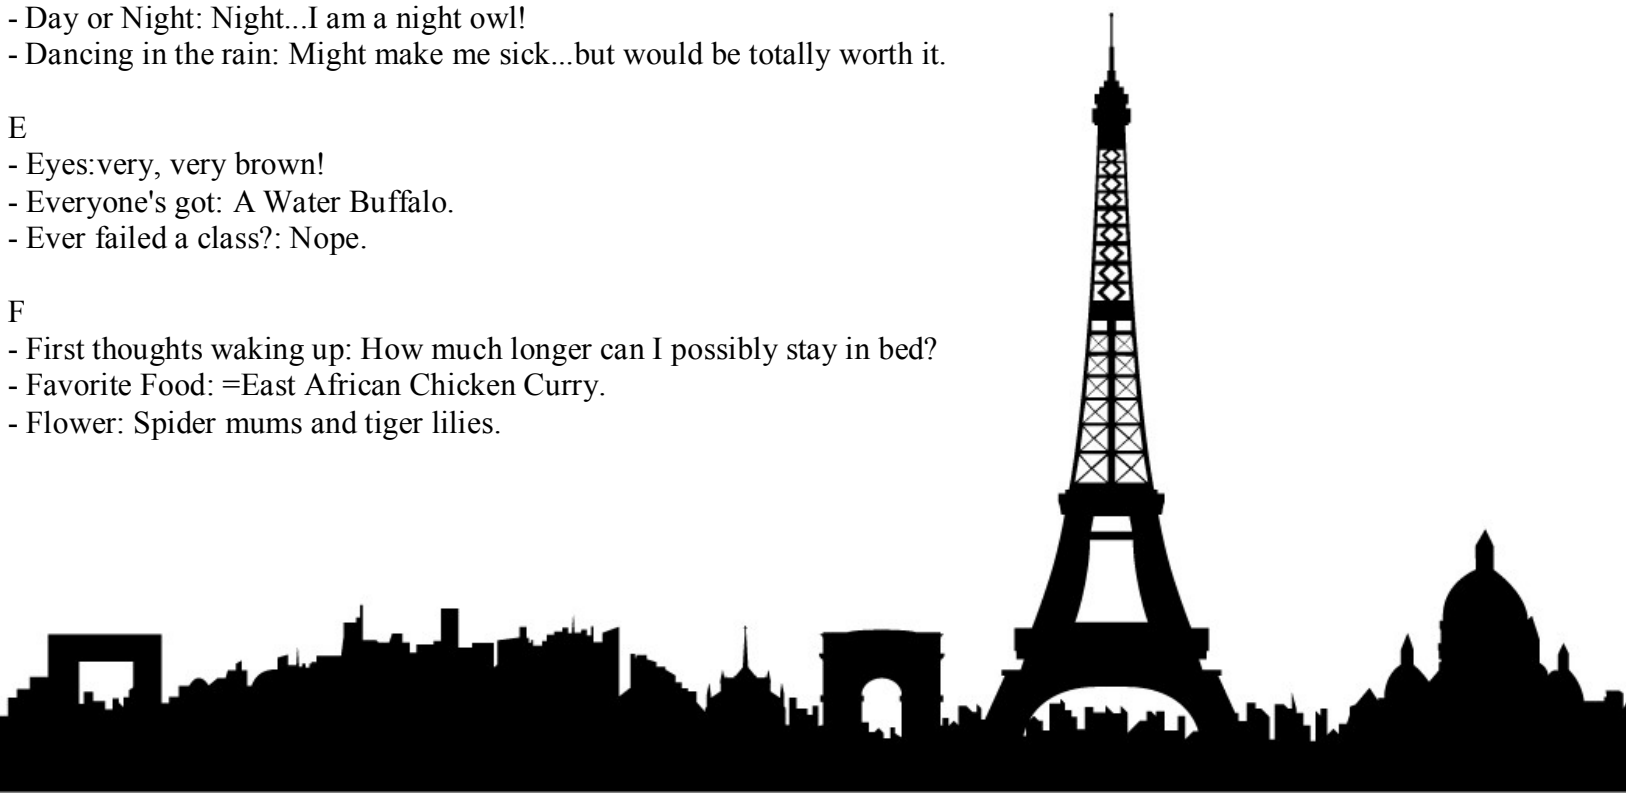 - Day or Night: Night...I am a night owl!
- Dancing in the rain: Might make me sick...but would be totally worth it.
E
- Eyes:very, very brown!
- Everyone's got: A Water Buffalo.
- Ever failed a class?: Nope.
F
- First thoughts waking up: How much longer can I possibly stay in bed?
- Favorite Food: =East African Chicken Curry.
- Flower: Spider mums and tiger lilies.